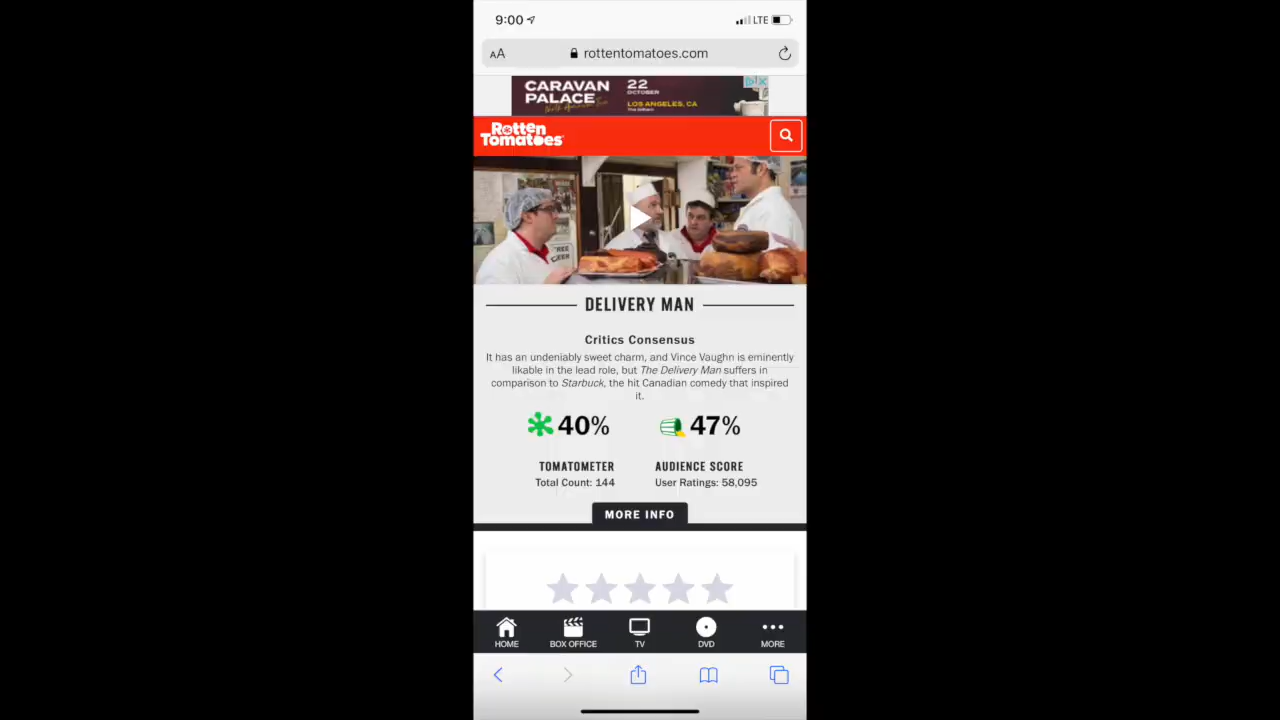 9:00
LTE
AA
rottentomatoes.com
CARAVAN
PALACE
22
OCTOBER
LOS ANGELES, CA
Rotten
Tomatoes
DELIVERY MAN
Critics Consensus
It has an undeniably sweet charm, and Vince Vaughn is eminently
likable in the lead role, but The Delivery Man suffers in
comparison to Starbuck, the hit Canadian comedy that inspired
it.
40%
47%
TOMATOMETER
AUDIENCE SCORE
Total Count: 144
User Ratings: 58,095
MORE INFO
HOME
BOX OFFICE
TV
DVD
MORE